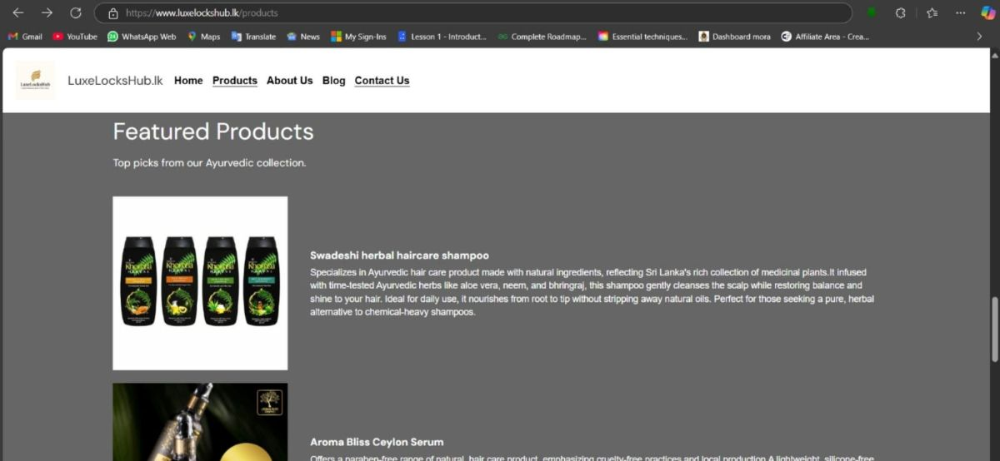 https://www.luxelockshub.lk/products
Gmail YouTube WhatsApp Web Maps Translate News My Sign-Ins Lesson 1 - Introduct... Complete Roadmap... Essential techniques... Dashboard mora Affiliate Area - Crea...
LuxeLocksHub
LuxeLocksHub.lk Home Products About Us Blog Contact Us
Featured Products
Top picks from our Ayurvedic collection.
Swadeshi herbal haircare shampoo
Specializes in Ayurvedic hair care product made with natural ingredients, reflecting Sri Lanka's rich collection of medicinal plants.It infused
with time-tested Ayurvedic herbs like aloe vera, neem, and bhringraj, this shampoo gently cleanses the scalp while restoring balance and
shine to your hair. Ideal for daily use, it nourishes from root to tip without stripping away natural oils. Perfect for those seeking a pure, herbal
alternative to chemical-heavy shampoos.
Khomba Khomba Khomba Khomba
Aroma Bliss Ceylon Serum
Offers a paraben-free range of natural, hair care product, emphasizing cruelty-free practices and local production.A lightweight, silicone-free